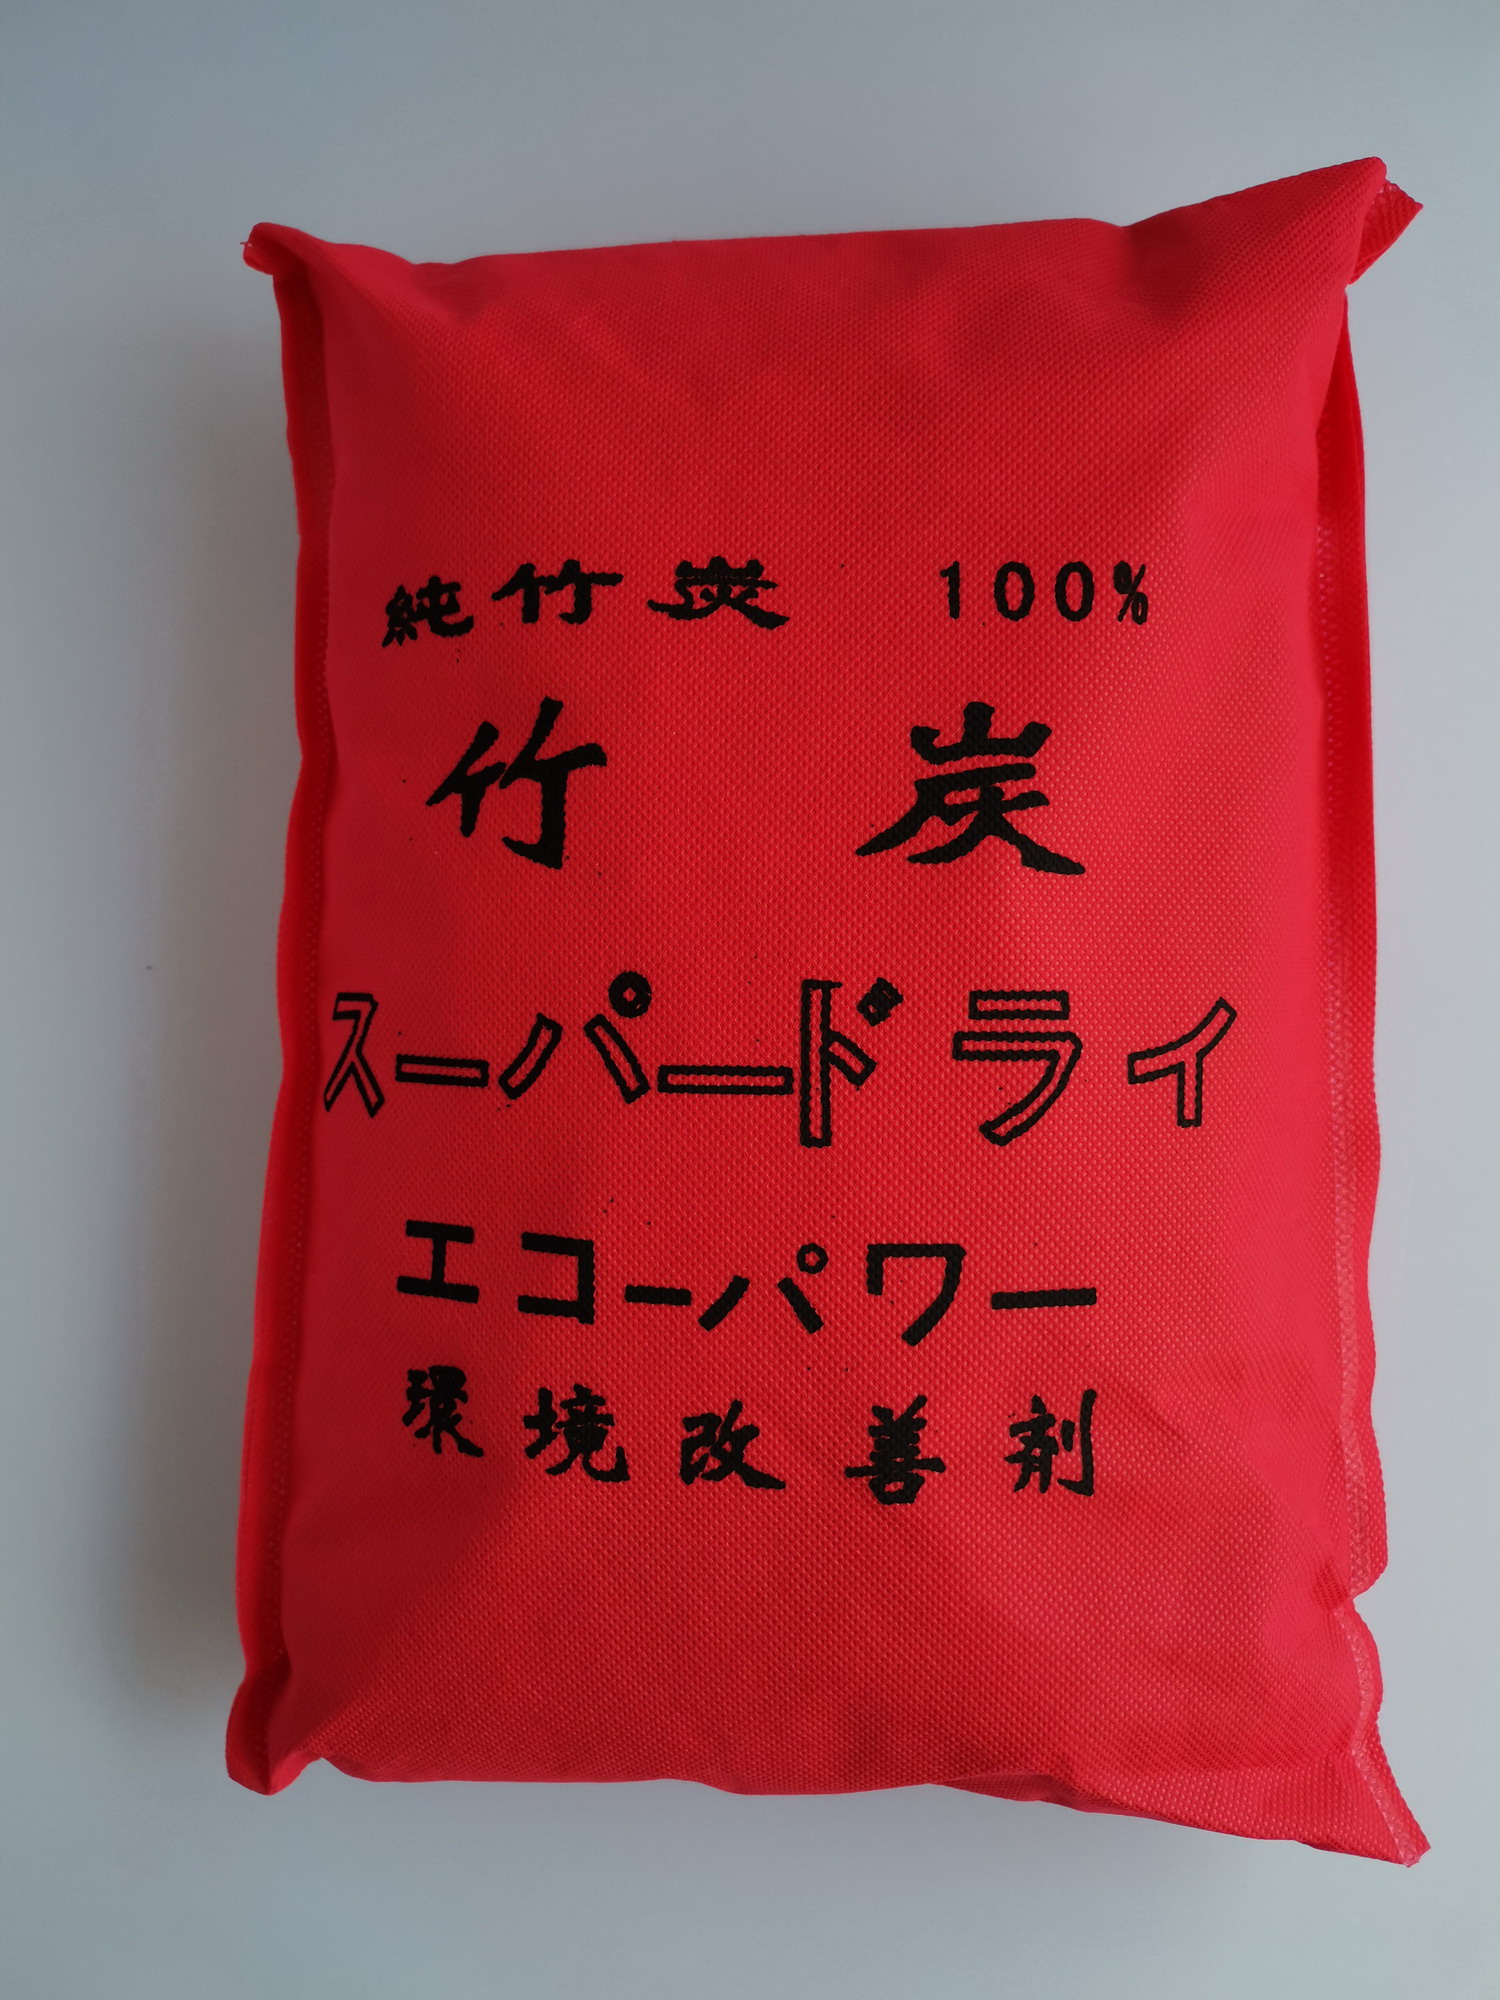 純竹炭 100%
竹炭
スーパードライ
エコーパワー
環境改善剤